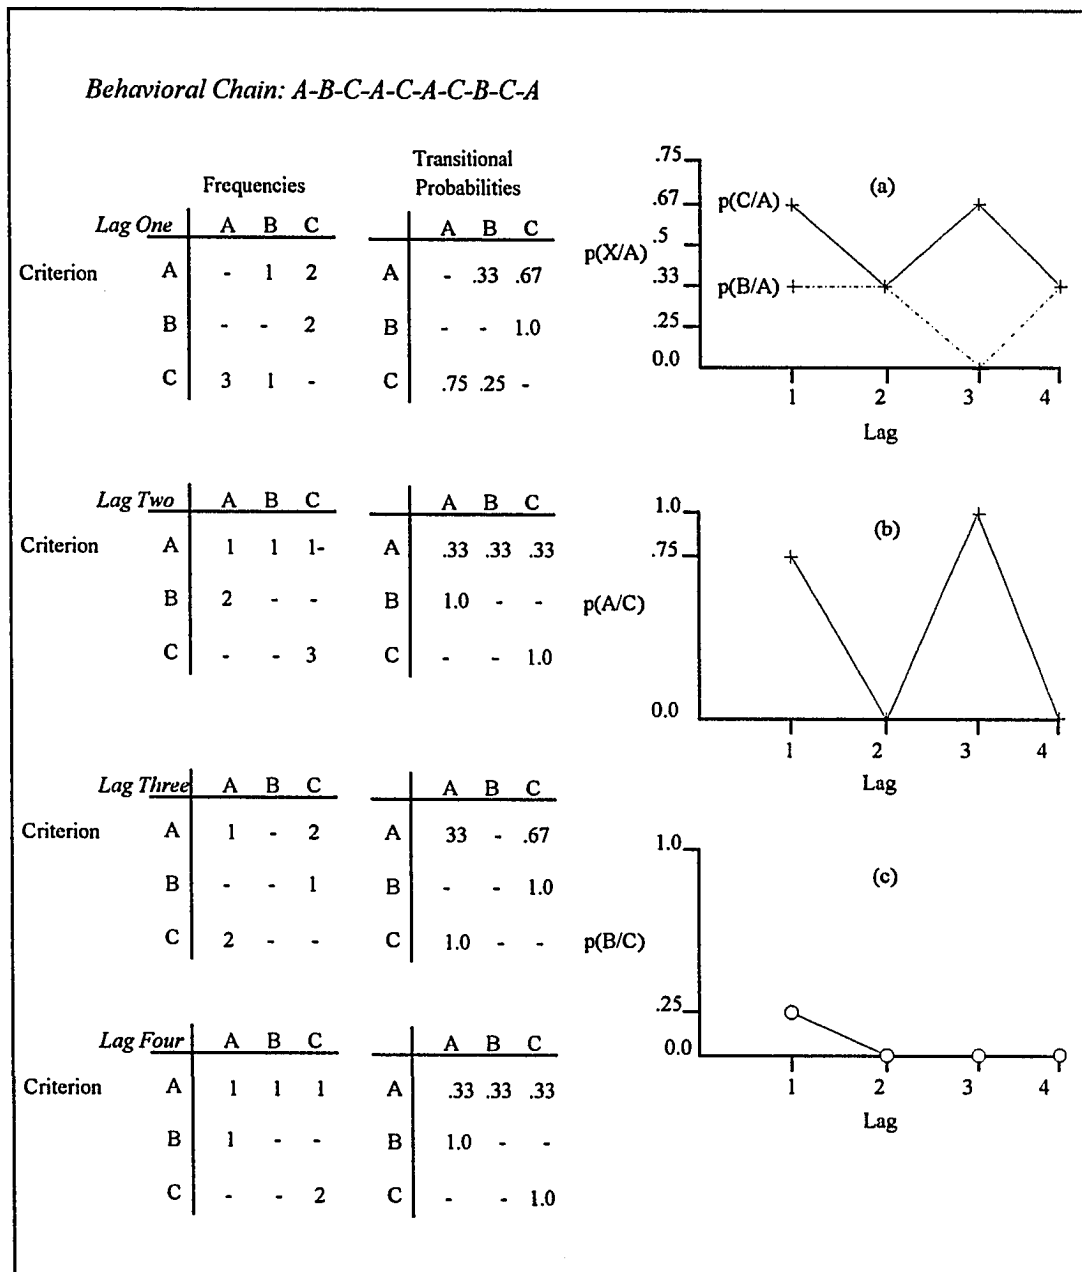 Behavioral Chain: A-B-C-A-C-A-C-B-C-A
Frequencies
Transitional
Probabilities
Lag One A B C
A B C
Criterion A - 1 2
A - .33 .67
B - - 2
B - - 1.0
C 3 1 -
C .75 .25 -
Lag Two A B C
A B C
Criterion A 1 1 1-
A .33 .33 .33
B 2 - -
B 1.0 - -
C - - 3
C - - 1.0
Lag Three A B C
A B C
Criterion A 1 - 2
A 33 - .67
B - - 1
B - - 1.0
C 2 - -
C 1.0 - -
Lag Four A B C
A B C
Criterion A 1 1 1
A .33 .33 .33
B 1 - -
B 1.0 - -
C - - 2
C - - 1.0
(a)
p(X/A)
.75
.67
.5
.33
.25
0.0
p(C/A)
p(B/A)
1 2 3 4
Lag
(b)
p(A/C)
1.0
.75
0.0
1 2 3 4
Lag
(c)
p(B/C)
1.0
.25
0.0
1 2 3 4
Lag